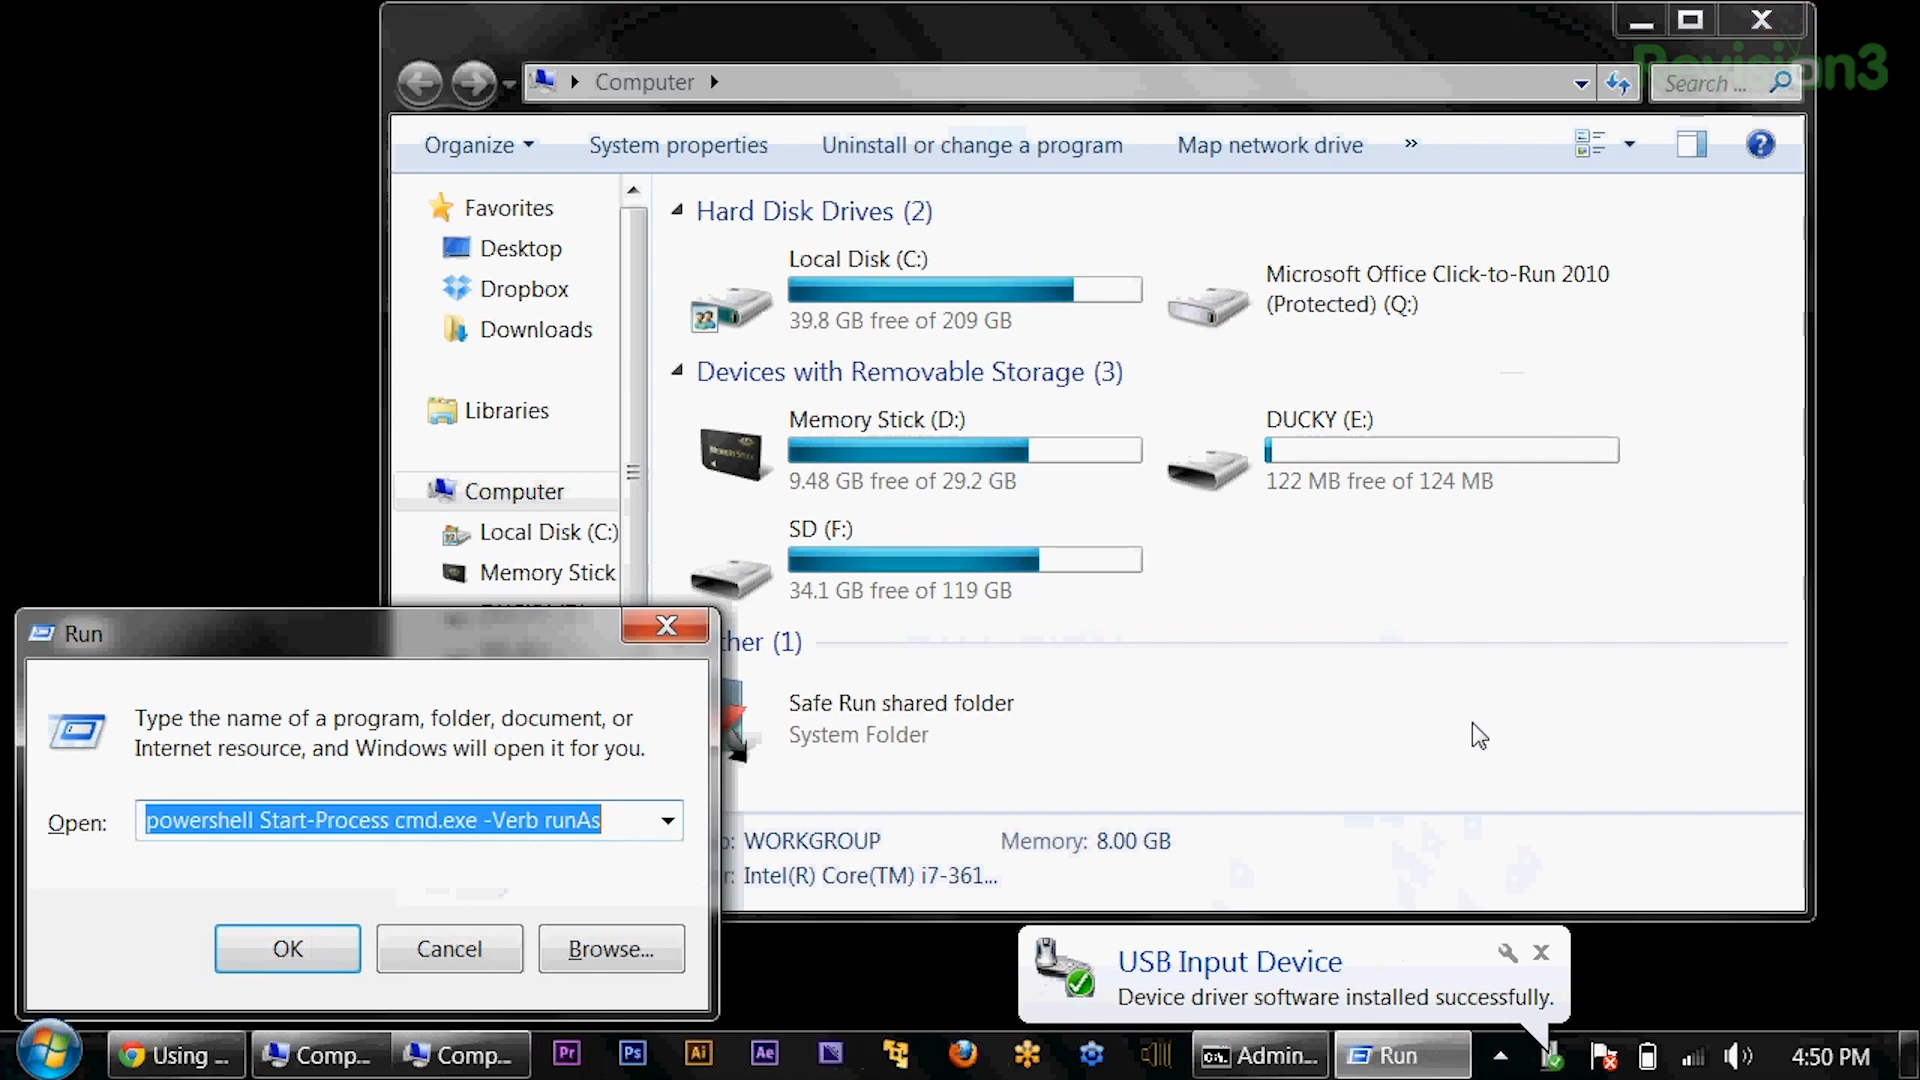 Revision3
Computer
Search ...
Organize
System properties
Uninstall or change a program
Map network drive
»
Favorites
Desktop
Dropbox
Downloads
Libraries
Computer
Local Disk (C:)
Memory Stick
Hard Disk Drives (2)
Local Disk (C:)
39.8 GB free of 209 GB
Microsoft Office Click-to-Run 2010
(Protected) (Q:)
Devices with Removable Storage (3)
Memory Stick (D:)
9.48 GB free of 29.2 GB
DUCKY (E:)
122 MB free of 124 MB
SD (F:)
34.1 GB free of 119 GB
ther (1)
Safe Run shared folder
System Folder
WORKGROUP
Memory: 8.00 GB
Intel(R) Core(TM) i7-361...
Run
Type the name of a program, folder, document, or
Internet resource, and Windows will open it for you.
Open:
powershell Start-Process cmd.exe -Verb runAs
OK
Cancel
Browse...
USB Input Device
Device driver software installed successfully.
Using ...
Comp...
Comp...
Pr
Ps
Ai
Ae
Admin...
Run
4:50 PM